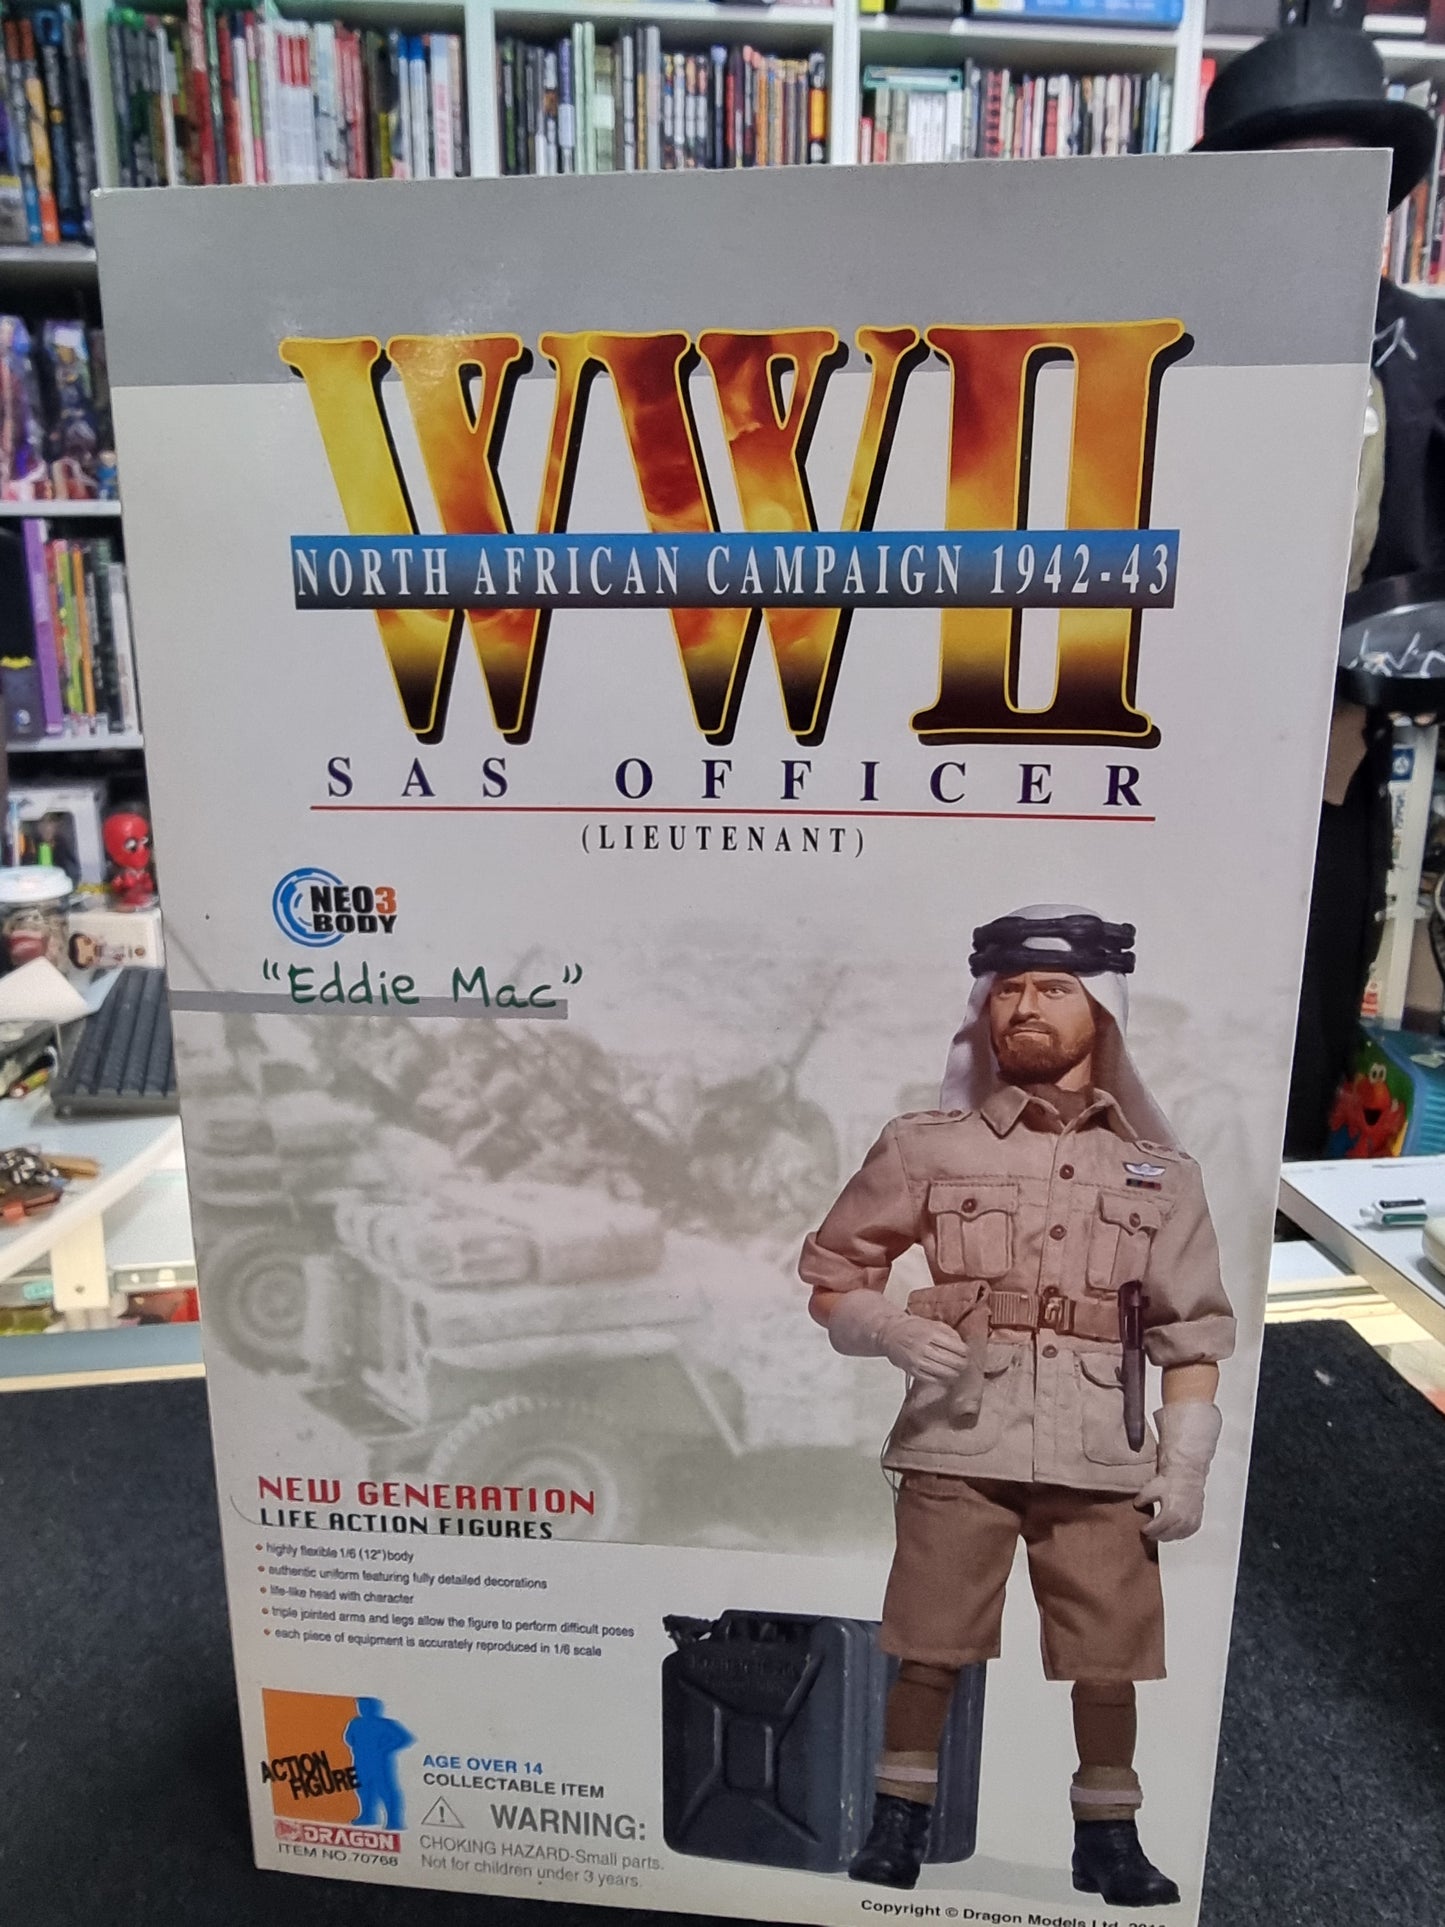 WWII
NORTH AFRICAN CAMPAIGN 1942-43
SAS OFFICER
(LIEUTENANT)
NEO3
BODY
"Eddie Mac"
NEW GENERATION
LIFE ACTION FIGURES
highly flexible 1/6 (12") body
authentic uniform featuring fully detailed decorations
life-like head with character
triple jointed arms and legs allow the figure to perform difficult poses
each piece of equipment is accurately reproduced in 1/6 scale
ACTION
FIGURE
DRAGON
ITEM NO.70768
AGE OVER 14
COLLECTABLE ITEM
WARNING:
CHOKING HAZARD-Small parts.
Not for children under 3 years.
Copyright © Dragon Models Ltd.